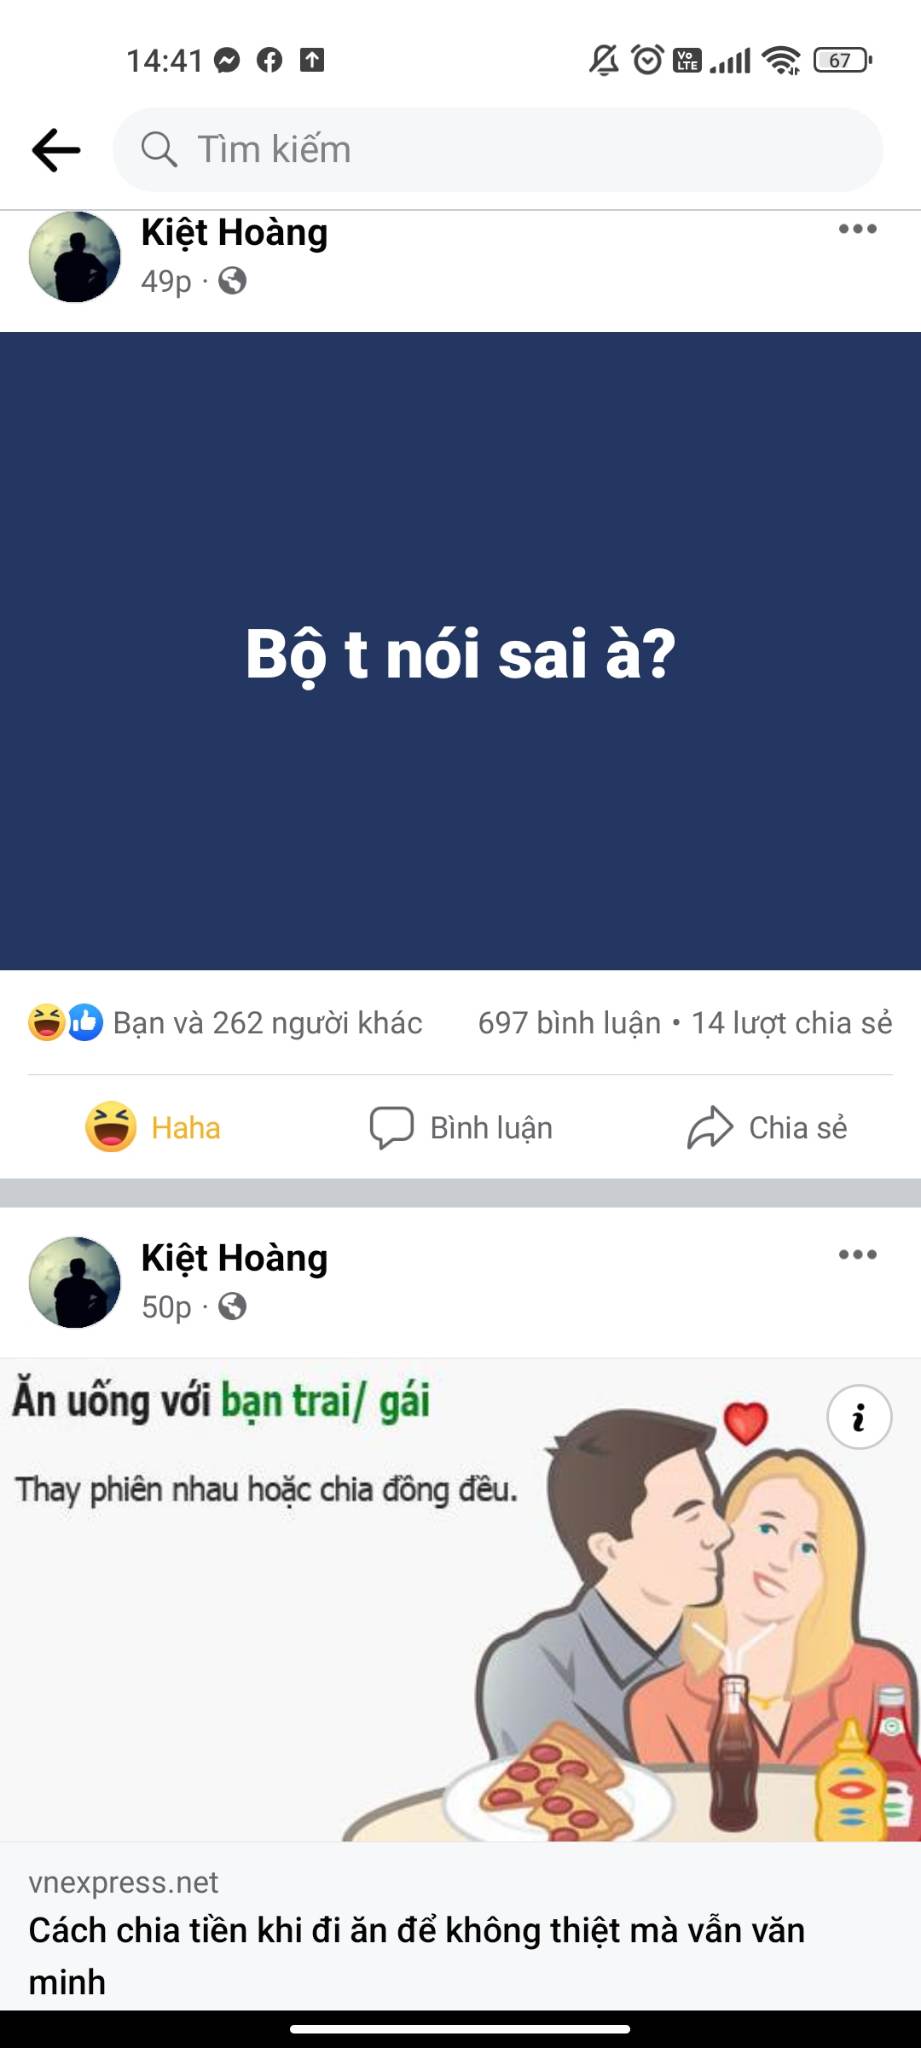 14:41
Vo
LTE
67
Tìm kiếm
Kiệt Hoàng
49p ·
Bộ t nói sai à?
Bạn và 262 người khác 697 bình luận • 14 lượt chia sẻ
Haha Bình luận Chia sẻ
Kiệt Hoàng
50p ·
Ăn uống với bạn trai/ gái
i
Thay phiên nhau hoặc chia đồng đều.
vnexpress.net
Cách chia tiền khi đi ăn để không thiệt mà vẫn văn
minh